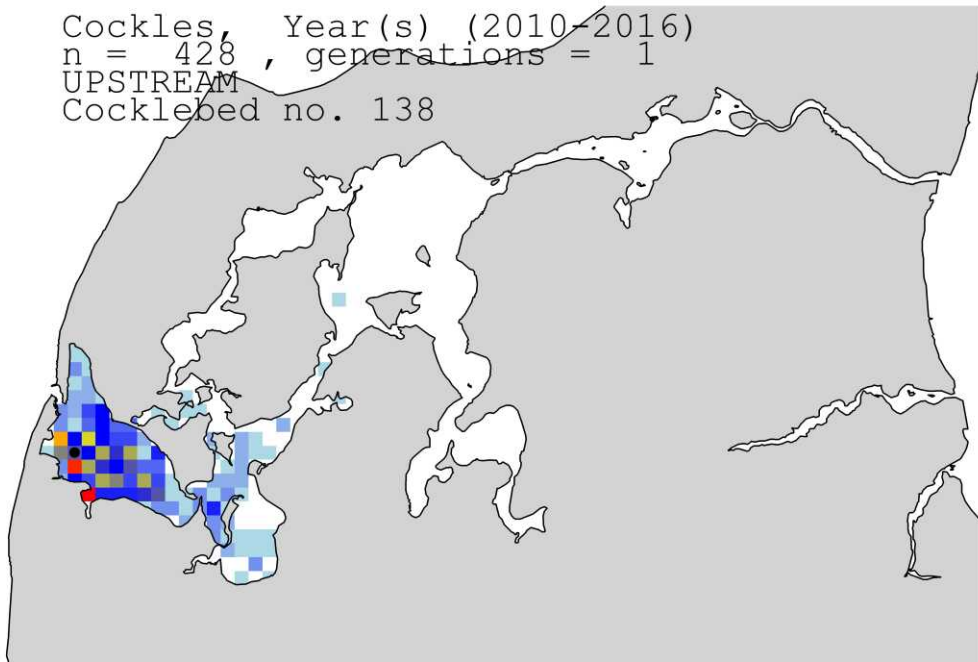 Cockles, Year(s) (2010-2016)
n = 428 , generations = 1
UPSTREAM
Cocklebed no. 138